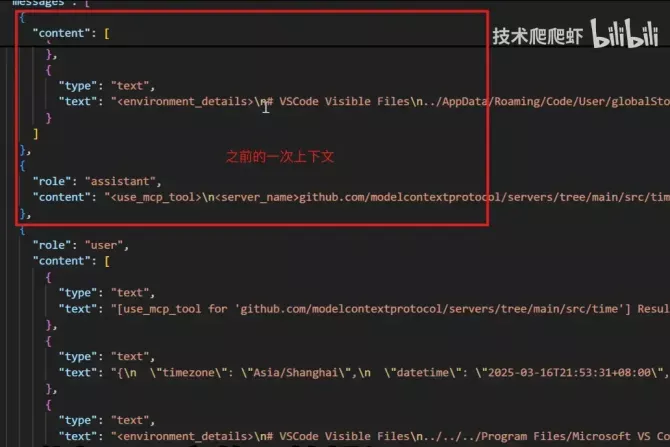 messages": [
{
"content": [
技术爬爬虾 bilibili
},
{
"type": "text",
"text": "<environment_details>\n# VSCode Visible Files\n../AppData/Roaming/Code/User/globalSto
}
]
},
之前的一次上下文
{
"role": "assistant",
"content": "<use_mcp_tool>\n<server_name>github.com/modelcontextprotocol/servers/tree/main/src/tim
},
{
"role": "user",
"content": [
{
"type": "text",
"text": "[use_mcp_tool for 'github.com/modelcontextprotocol/servers/tree/main/src/time'] Resul
},
{
"type": "text",
"text": "{\n  \"timezone\": \"Asia/Shanghai\",\n  \"datetime\": \"2025-03-16T21:53:31+08:00\",
},
{
"type": "text",
"text": "<environment_details>\n# VSCode Visible Files\n../../../Program Files/Microsoft VS Co
}